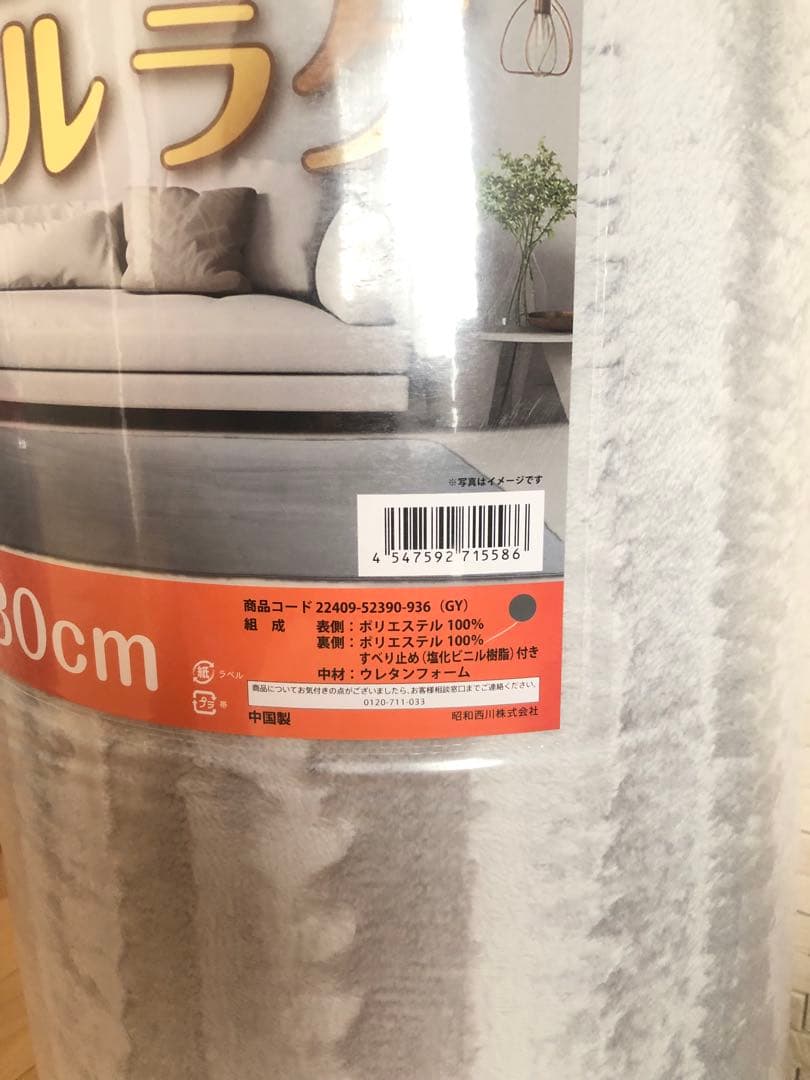 ルラグ
※写真はイメージです
4 547592 715586
30cm
商品コード 22409-52390-936（GY）
組成 表側：ポリエステル 100%
裏側：ポリエステル 100%
すべり止め（塩化ビニル樹脂）付き
中材：ウレタンフォーム
紙 ラベル
プラ 帯
商品についてお気付きの点がございましたら、お客様相談窓口までご連絡ください。
0120-711-033
中国製 昭和西川株式会社